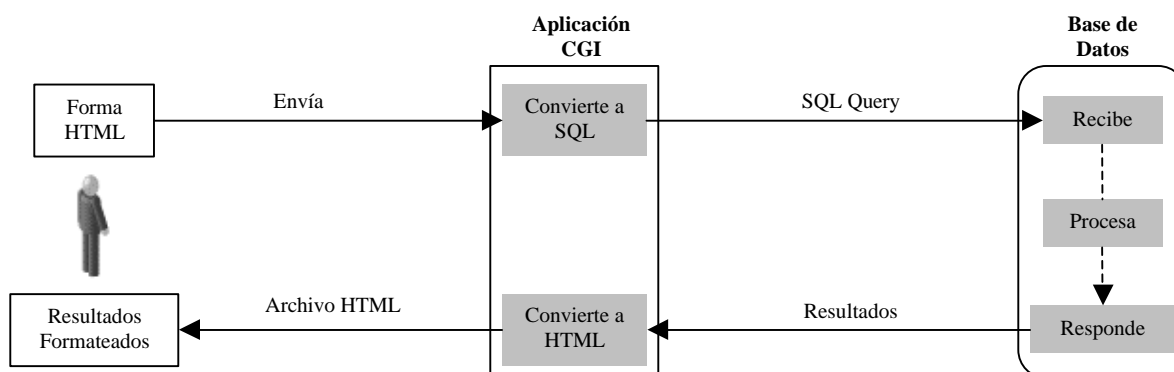 Aplicación
CGI
Base de
Datos
Forma
HTML
Envía
Convierte a
SQL
SQL Query
Recibe
Procesa
Resultados
Formateados
Archivo HTML
Convierte a
HTML
Resultados
Responde